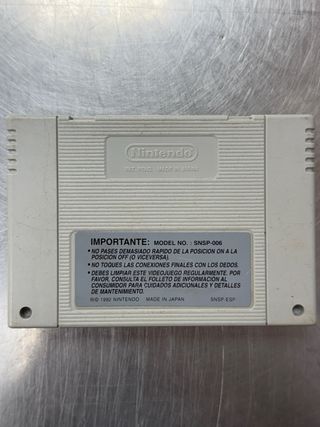 Nintendo
PAT. PEND. MADE IN JAPAN
IMPORTANTE: MODEL NO. : SNSP-006
• NO PASES DEMASIADO RAPIDO DE LA POSICION ON A LA
POSICION OFF (O VICEVERSA).
• NO TOQUES LAS CONEXIONES FINALES CON LOS DEDOS.
• DEBES LIMPIAR ESTE VIDEOJUEGO REGULARMENTE. POR
FAVOR, CONSULTA EL FOLLETO DE INFORMACION AL
CONSUMIDOR PARA CUIDADOS ADICIONALES Y DETALLES
DE MANTENIMIENTO.
®/© 1992 NINTENDO MADE IN JAPAN SNSP-ESP